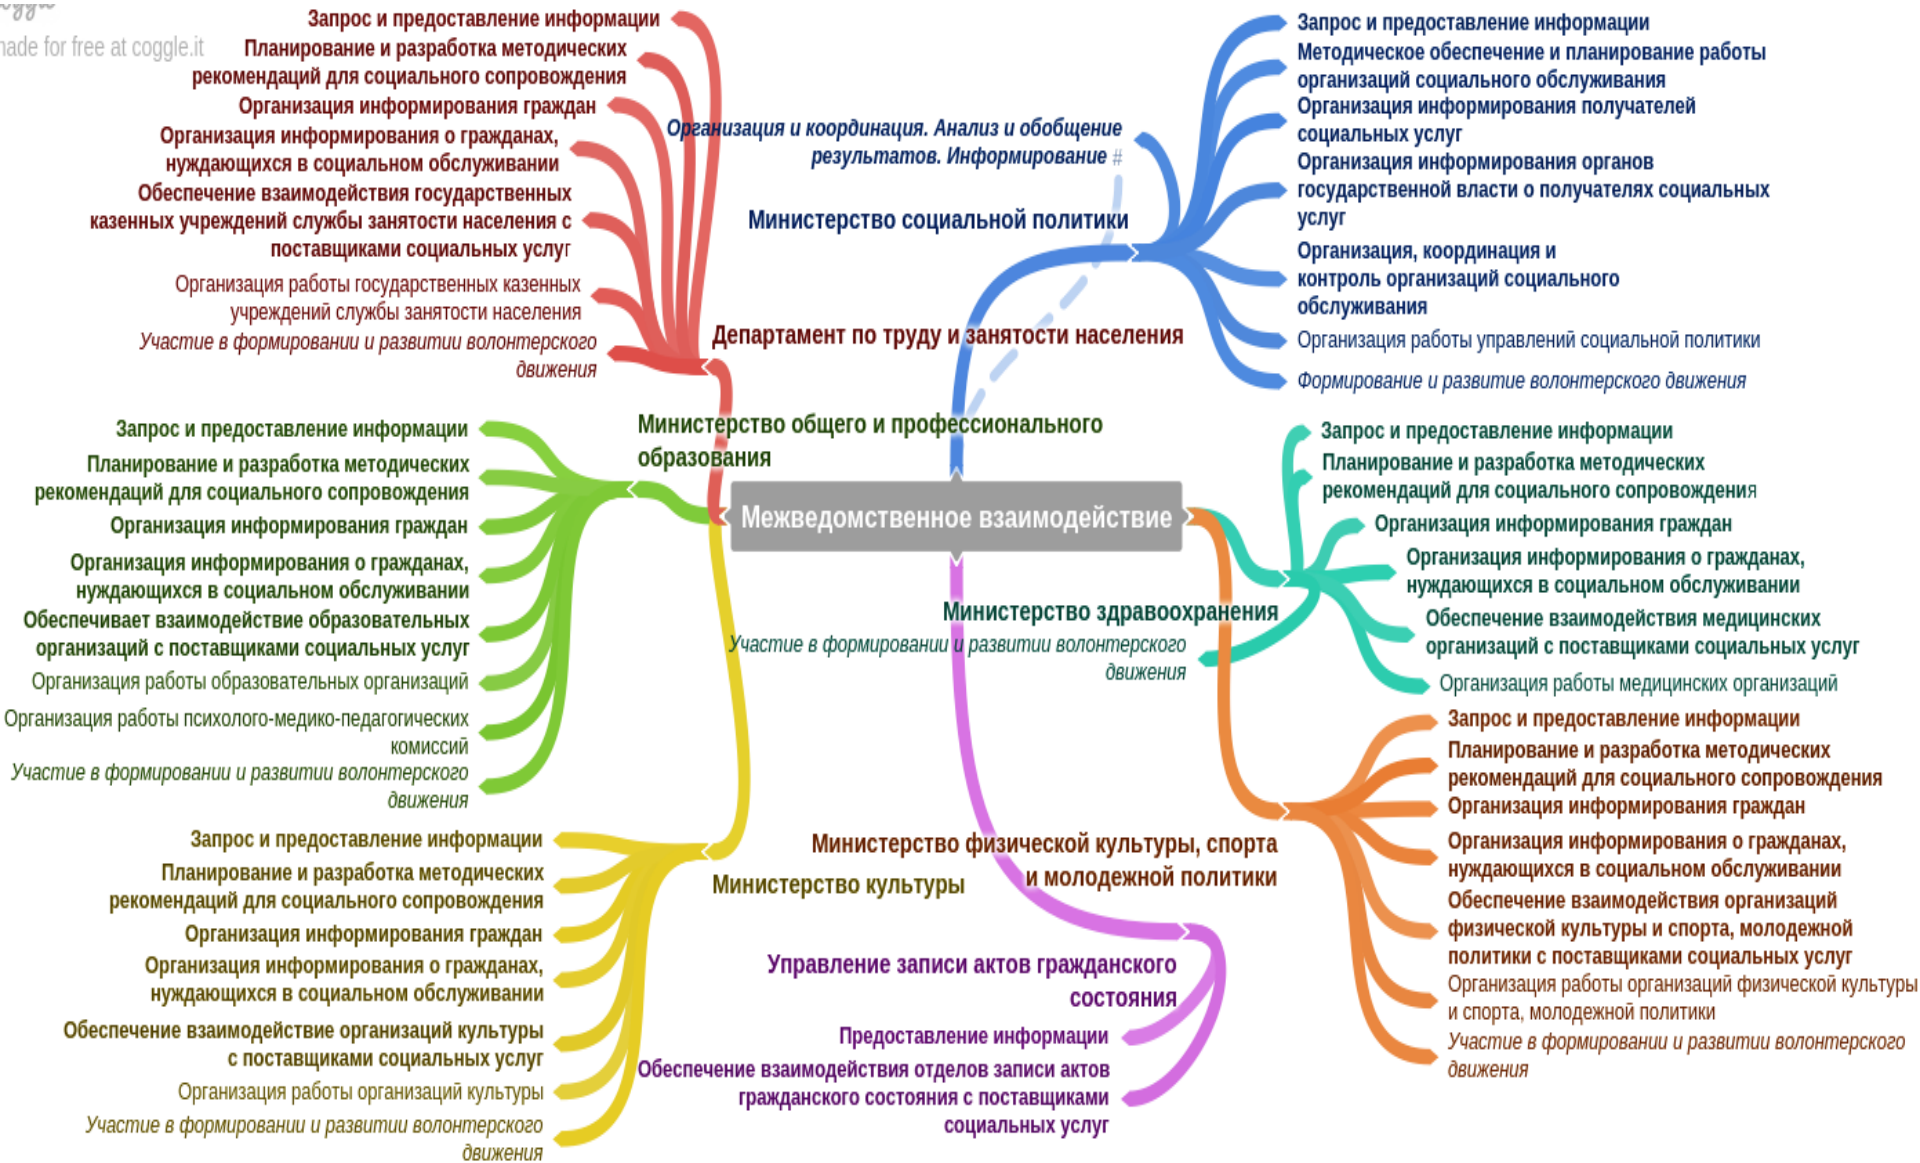 made for free at coggle.it
Запрос и предоставление информации
Планирование и разработка методических
рекомендаций для социального сопровождения
Организация информирования граждан
Организация информирования о гражданах,
нуждающихся в социальном обслуживании
Обеспечение взаимодействия государственных
казенных учреждений службы занятости населения с
поставщиками социальных услуг
Организация работы государственных казенных
учреждений службы занятости населения
Участие в формировании и развитии волонтерского
движения
Департамент по труду и занятости населения
Организация и координация. Анализ и обобщение
результатов. Информирование #
Министерство социальной политики
Запрос и предоставление информации
Методическое обеспечение и планирование работы
организаций социального обслуживания
Организация информирования получателей
социальных услуг
Организация информирования органов
государственной власти о получателях социальных
услуг
Организация, координация и
контроль организаций социального
обслуживания
Организация работы управлений социальной политики
Формирование и развитие волонтерского движения
Министерство общего и профессионального
образования
Запрос и предоставление информации
Планирование и разработка методических
рекомендаций для социального сопровождения
Организация информирования граждан
Организация информирования о гражданах,
нуждающихся в социальном обслуживании
Обеспечивает взаимодействие образовательных
организаций с поставщиками социальных услуг
Организация работы образовательных организаций
Организация работы психолого-медико-педагогических
комиссий
Участие в формировании и развитии волонтерского
движения
Межведомственное взаимодействие
Запрос и предоставление информации
Планирование и разработка методических
рекомендаций для социального сопровождения
Организация информирования граждан
Организация информирования о гражданах,
нуждающихся в социальном обслуживании
Обеспечение взаимодействия медицинских
организаций с поставщиками социальных услуг
Организация работы медицинских организаций
Министерство здравоохранения
Участие в формировании и развитии волонтерского
движения
Запрос и предоставление информации
Планирование и разработка методических
рекомендаций для социального сопровождения
Организация информирования граждан
Организация информирования о гражданах,
нуждающихся в социальном обслуживании
Обеспечение взаимодействие организаций культуры
с поставщиками социальных услуг
Организация работы организаций культуры
Участие в формировании и развитии волонтерского
движения
Министерство культуры
Министерство физической культуры, спорта
и молодежной политики
Запрос и предоставление информации
Планирование и разработка методических
рекомендаций для социального сопровождения
Организация информирования граждан
Организация информирования о гражданах,
нуждающихся в социальном обслуживании
Обеспечение взаимодействия организаций
физической культуры и спорта, молодежной
политики с поставщиками социальных услуг
Организация работы организаций физической культуры
и спорта, молодежной политики
Участие в формировании и развитии волонтерского
движения
Управление записи актов гражданского
состояния
Предоставление информации
Обеспечение взаимодействия отделов записи актов
гражданского состояния с поставщиками
социальных услуг